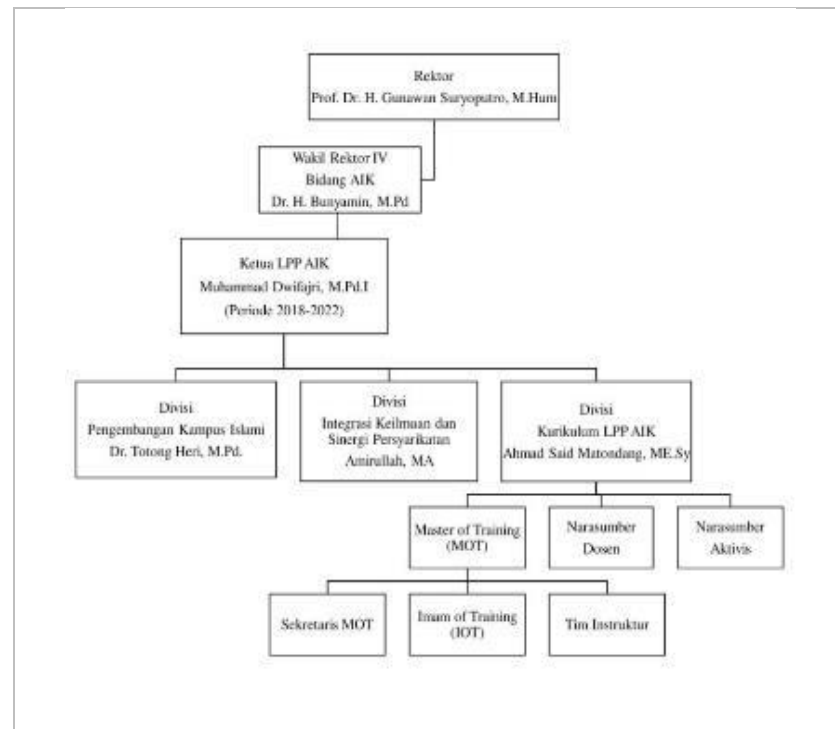 Rektor
Prof. Dr. H. Gunawan Suryoputro, M.Hum
Wakil Rektor IV
Bidang AIK
Dr. H. Bunyamin, M.Pd
Ketua LPP AIK
Muhammad Dwifajri, M.Pd.I
(Periode 2018-2022)
Divisi
Pengembangan Kampus Islami
Dr. Totong Heri, M.Pd.
Divisi
Integrasi Keilmuan dan
Sinergi Persyarikatan
Amirullah, MA
Divisi
Kurikulum LPP AIK
Ahmad Said Matondang, ME.Sy
Master of Training
(MOT)
Narasumber
Dosen
Narasumber
Aktivis
Sekretaris MOT
Imam of Training
(IOT)
Tim Instruktur